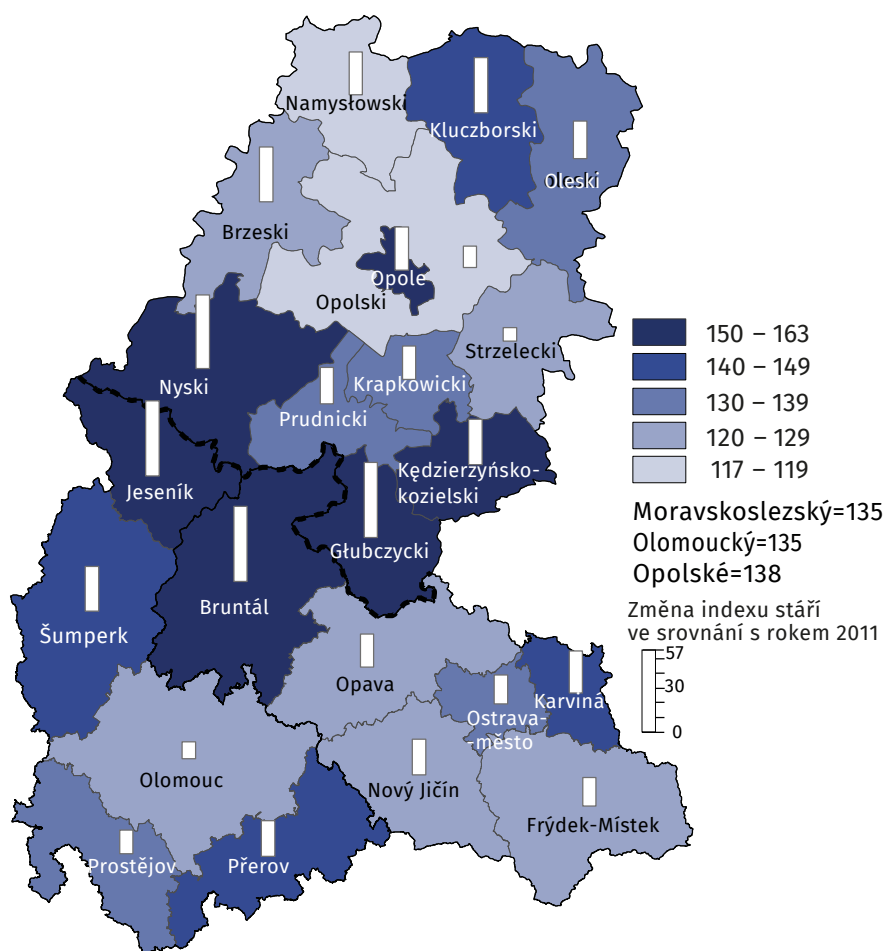 Namysłowski
Kluczborski
Oleski
Brzeski
Opole
Opolski
Strzelecki
Nyski
Krapkowicki
Prudnicki
Kędzierzyńsko-
kozielski
Jeseník
Głubczycki
Bruntál
Šumperk
Opava
Karviná
Ostrava-
-město
Olomouc
Nový Jičín
Frýdek-Místek
Prostějov
Přerov
150 – 163
140 – 149
130 – 139
120 – 129
117 – 119
Moravskoslezský=135
Olomoucký=135
Opolské=138
Změna indexu stáří
ve srovnání s rokem 2011
57
30
0